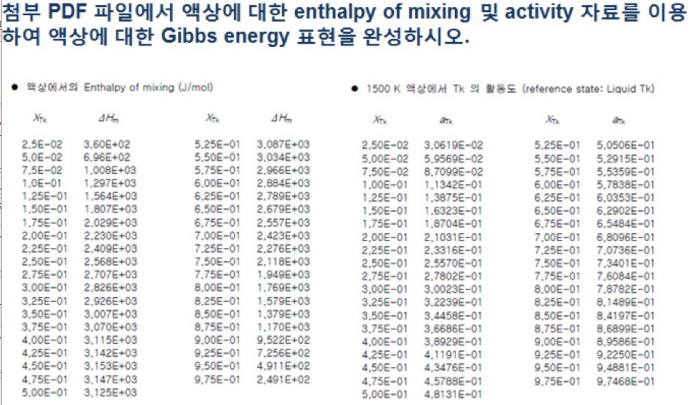 첨부 PDF 파일에서 액상에 대한 enthalpy of mixing 및 activity 자료를 이용
하여 액상에 대한 Gibbs energy 표현을 완성하시오.
● 액상에서의 Enthalpy of mixing (J/mol)
X_Tk ΔH_m X_Tk ΔH_m
2,5E-02 3,60E+02 5,25E-01 3,087E+03
5,0E-02 6,96E+02 5,50E-01 3,034E+03
7,5E-02 1,008E+03 5,75E-01 2,966E+03
1,0E-01 1,297E+03 6,00E-01 2,884E+03
1,25E-01 1,564E+03 6,25E-01 2,789E+03
1,50E-01 1,807E+03 6,50E-01 2,679E+03
1,75E-01 2,029E+03 6,75E-01 2,557E+03
2,00E-01 2,230E+03 7,00E-01 2,423E+03
2,25E-01 2,409E+03 7,25E-01 2,276E+03
2,50E-01 2,568E+03 7,50E-01 2,118E+03
2,75E-01 2,707E+03 7,75E-01 1,949E+03
3,00E-01 2,826E+03 8,00E-01 1,769E+03
3,25E-01 2,926E+03 8,25E-01 1,579E+03
3,50E-01 3,007E+03 8,50E-01 1,379E+03
3,75E-01 3,070E+03 8,75E-01 1,170E+03
4,00E-01 3,115E+03 9,00E-01 9,522E+02
4,25E-01 3,142E+03 9,25E-01 7,256E+02
4,50E-01 3,153E+03 9,50E-01 4,911E+02
4,75E-01 3,147E+03 9,75E-01 2,491E+02
5,00E-01 3,125E+03
● 1500 K 액상에서 Tk 의 활동도 (reference state: Liquid Tk)
X_Tk a_Tk X_Tk a_Tk
2,50E-02 3,0619E-02 5,25E-01 5,0506E-01
5,00E-02 5,9569E-02 5,50E-01 5,2915E-01
7,50E-02 8,7099E-02 5,75E-01 5,5359E-01
1,00E-01 1,1342E-01 6,00E-01 5,7838E-01
1,25E-01 1,3875E-01 6,25E-01 6,0353E-01
1,50E-01 1,6323E-01 6,50E-01 6,2902E-01
1,75E-01 1,8704E-01 6,75E-01 6,5484E-01
2,00E-01 2,1031E-01 7,00E-01 6,8096E-01
2,25E-01 2,3316E-01 7,25E-01 7,0736E-01
2,50E-01 2,5570E-01 7,50E-01 7,3401E-01
2,75E-01 2,7802E-01 7,75E-01 7,6084E-01
3,00E-01 3,0023E-01 8,00E-01 7,8782E-01
3,25E-01 3,2239E-01 8,25E-01 8,1489E-01
3,50E-01 3,4458E-01 8,50E-01 8,4197E-01
3,75E-01 3,6686E-01 8,75E-01 8,6899E-01
4,00E-01 3,8929E-01 9,00E-01 8,9586E-01
4,25E-01 4,1191E-01 9,25E-01 9,2250E-01
4,50E-01 4,3476E-01 9,50E-01 9,4881E-01
4,75E-01 4,5788E-01 9,75E-01 9,7468E-01
5,00E-01 4,8131E-01